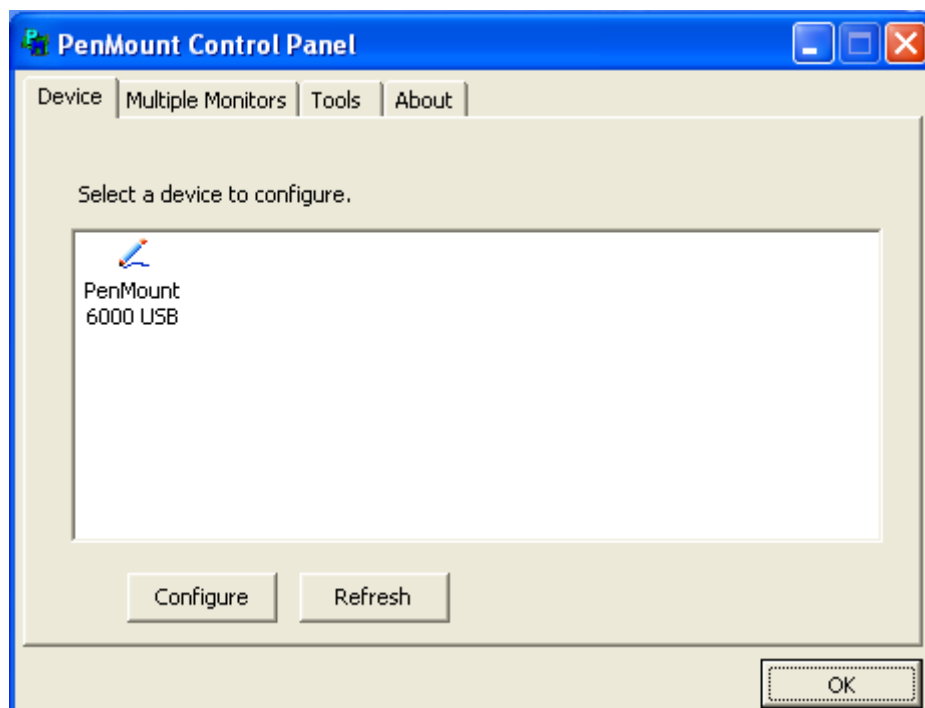 PenMount Control Panel
Device Multiple Monitors Tools About
Select a device to configure.
PenMount
6000 USB
Configure Refresh
OK